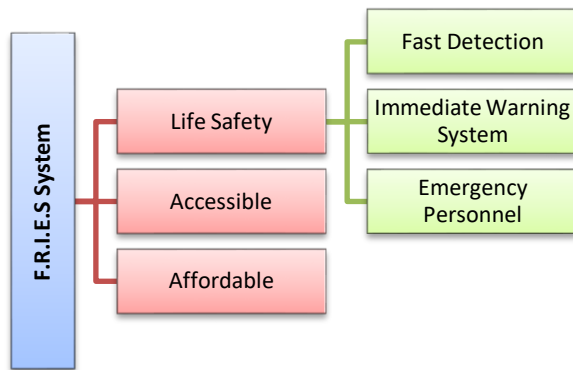 F.R.I.E.S System
Life Safety
Accessible
Affordable
Fast Detection
Immediate Warning
System
Emergency
Personnel